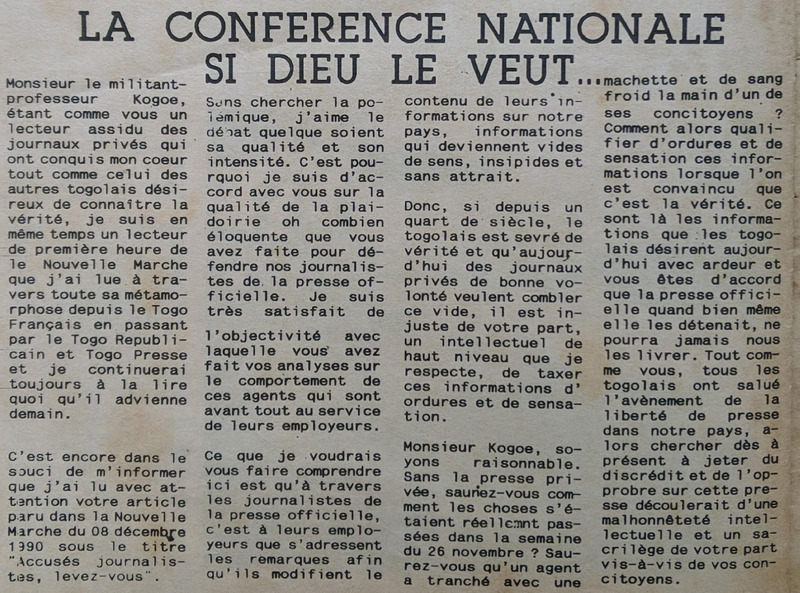 LA CONFERENCE NATIONALE
SI DIEU LE VEUT...
Monsieur le militant-
professeur Kogoe,
étant comme vous un
lecteur assidu des
journaux privés qui
ont conquis mon coeur
tout comme celui des
autres togolais dési-
reux de connaître la
vérité, je suis en
même temps un lecteur
de première heure de
le Nouvelle Marche
que j'ai lue à tra-
vers toute sa métamo-
rphose depuis le Togo
Français en passant
par le Togo Republi-
cain et Togo Presse
et je continuerai
toujours à la lire
quoi qu'il advienne
demain.
C'est encore dans le
souci de m'informer
que j'ai lu avec at-
tention votre article
paru dans la Nouvelle
Marche du 08 décembre
1990 sous le titre
"Accusés journalis-
tes, levez-vous".
Sans chercher la po-
lémique, j'aime le
débat quelque soient
sa qualité et son
intensité. C'est pou-
rquoi je suis d'ac-
cord avec vous sur la
qualité de la plai-
doirie oh combien
éloquente que vous
avez faite pour dé-
fendre nos journalis-
tes de la presse of-
ficielle. Je suis
très satisfait de
l'objectivité avec
laquelle vous avez
fait vos analyses sur
le comportement de
ces agents qui sont
avant tout au service
de leurs employeurs.
Ce que je voudrais
vous faire comprendre
ici est qu'à travers
les journalistes de
la presse officielle,
c'est à leurs emplo-
yeurs que s'adressent
les remarques afin
qu'ils modifient le
contenu de leurs in-
formations sur notre
pays, informations
qui deviennent vides
de sens, insipides et
sans attrait.
Donc, si depuis un
quart de siècle, le
togolais est sevré de
vérité et qu'aujour-
d'hui des journaux
privés de bonne vo-
lonté veulent combler
ce vide, il est in-
juste de votre part,
un intellectuel de
haut niveau que je
respecte, de taxer
ces informations d'
ordures et de sensa-
tion.
Monsieur Kogoe, so-
yons raisonnable.
Sans la presse pri-
vée, sauriez-vous com-
ment les choses s'é-
taient réellement pas-
sées dans la semaine
du 26 novembre ? Sau-
rez-vous qu'un agent
a tranché avec une
machette et de sang
froid la main d'un de
ses concitoyens ?
Comment alors quali-
fier d'ordures et de
sensation ces infor-
mations lorsque l'on
est convaincu que
c'est la vérité. Ce
sont là les informa-
tions que les togo-
lais désirent aujour-
d'hui avec ardeur et
vous êtes d'accord
que la presse offici-
elle quand bien même
elle les détenait, ne
pourra jamais nous
les livrer. Tout com-
me vous, tous les
togolais ont salué
l'avènement de la
liberté de presse
dans notre pays, a-
lors chercher dès à
présent à jeter du
discrédit et de l'op-
probre sur cette pre-
sse découlerait d'une
malhonnêteté intel-
lectuelle et un sa-
crilège de votre part
vis-à-vis de vos con-
citoyens.